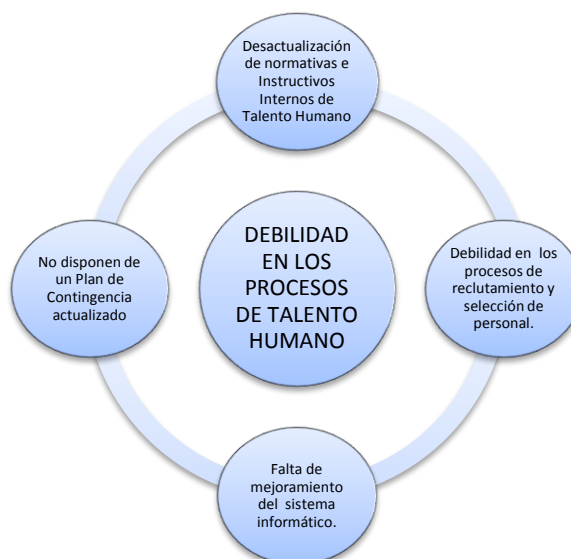 Desactualización
de normativas e
Instructivos
Internos de
Talento Humano
DEBILIDAD
EN LOS
PROCESOS
DE TALENTO
HUMANO
Debilidad en los
procesos de
reclutamiento y
selección de
personal.
Falta de
mejoramiento
del sistema
informático.
No disponen de
un Plan de
Contingencia
actualizado